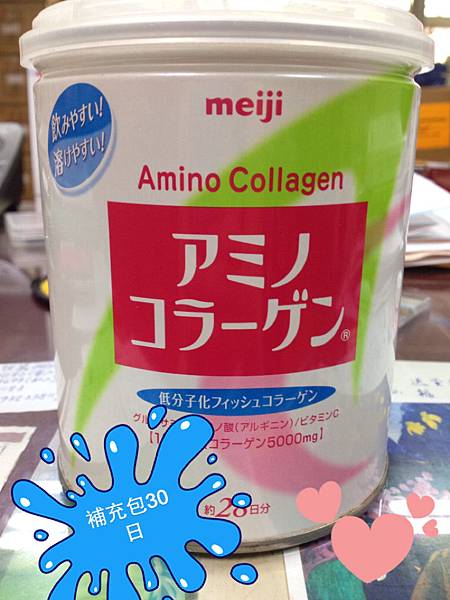 meiji
飲みやすい!
溶けやすい!
Amino Collagen
アミノ
コラーゲン®
低分子化フィッシュコラーゲン
ノ酸(アルギニン)/ビタミンC
コラーゲン5000mg]
約28日分
補充包30
日